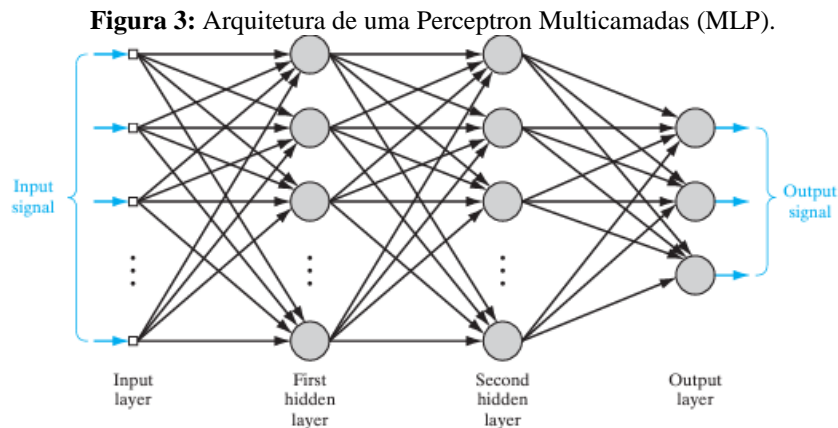 Figura 3: Arquitetura de uma Perceptron Multicamadas (MLP).
Input
signal
Output
signal
Input
layer
First
hidden
layer
Second
hidden
layer
Output
layer